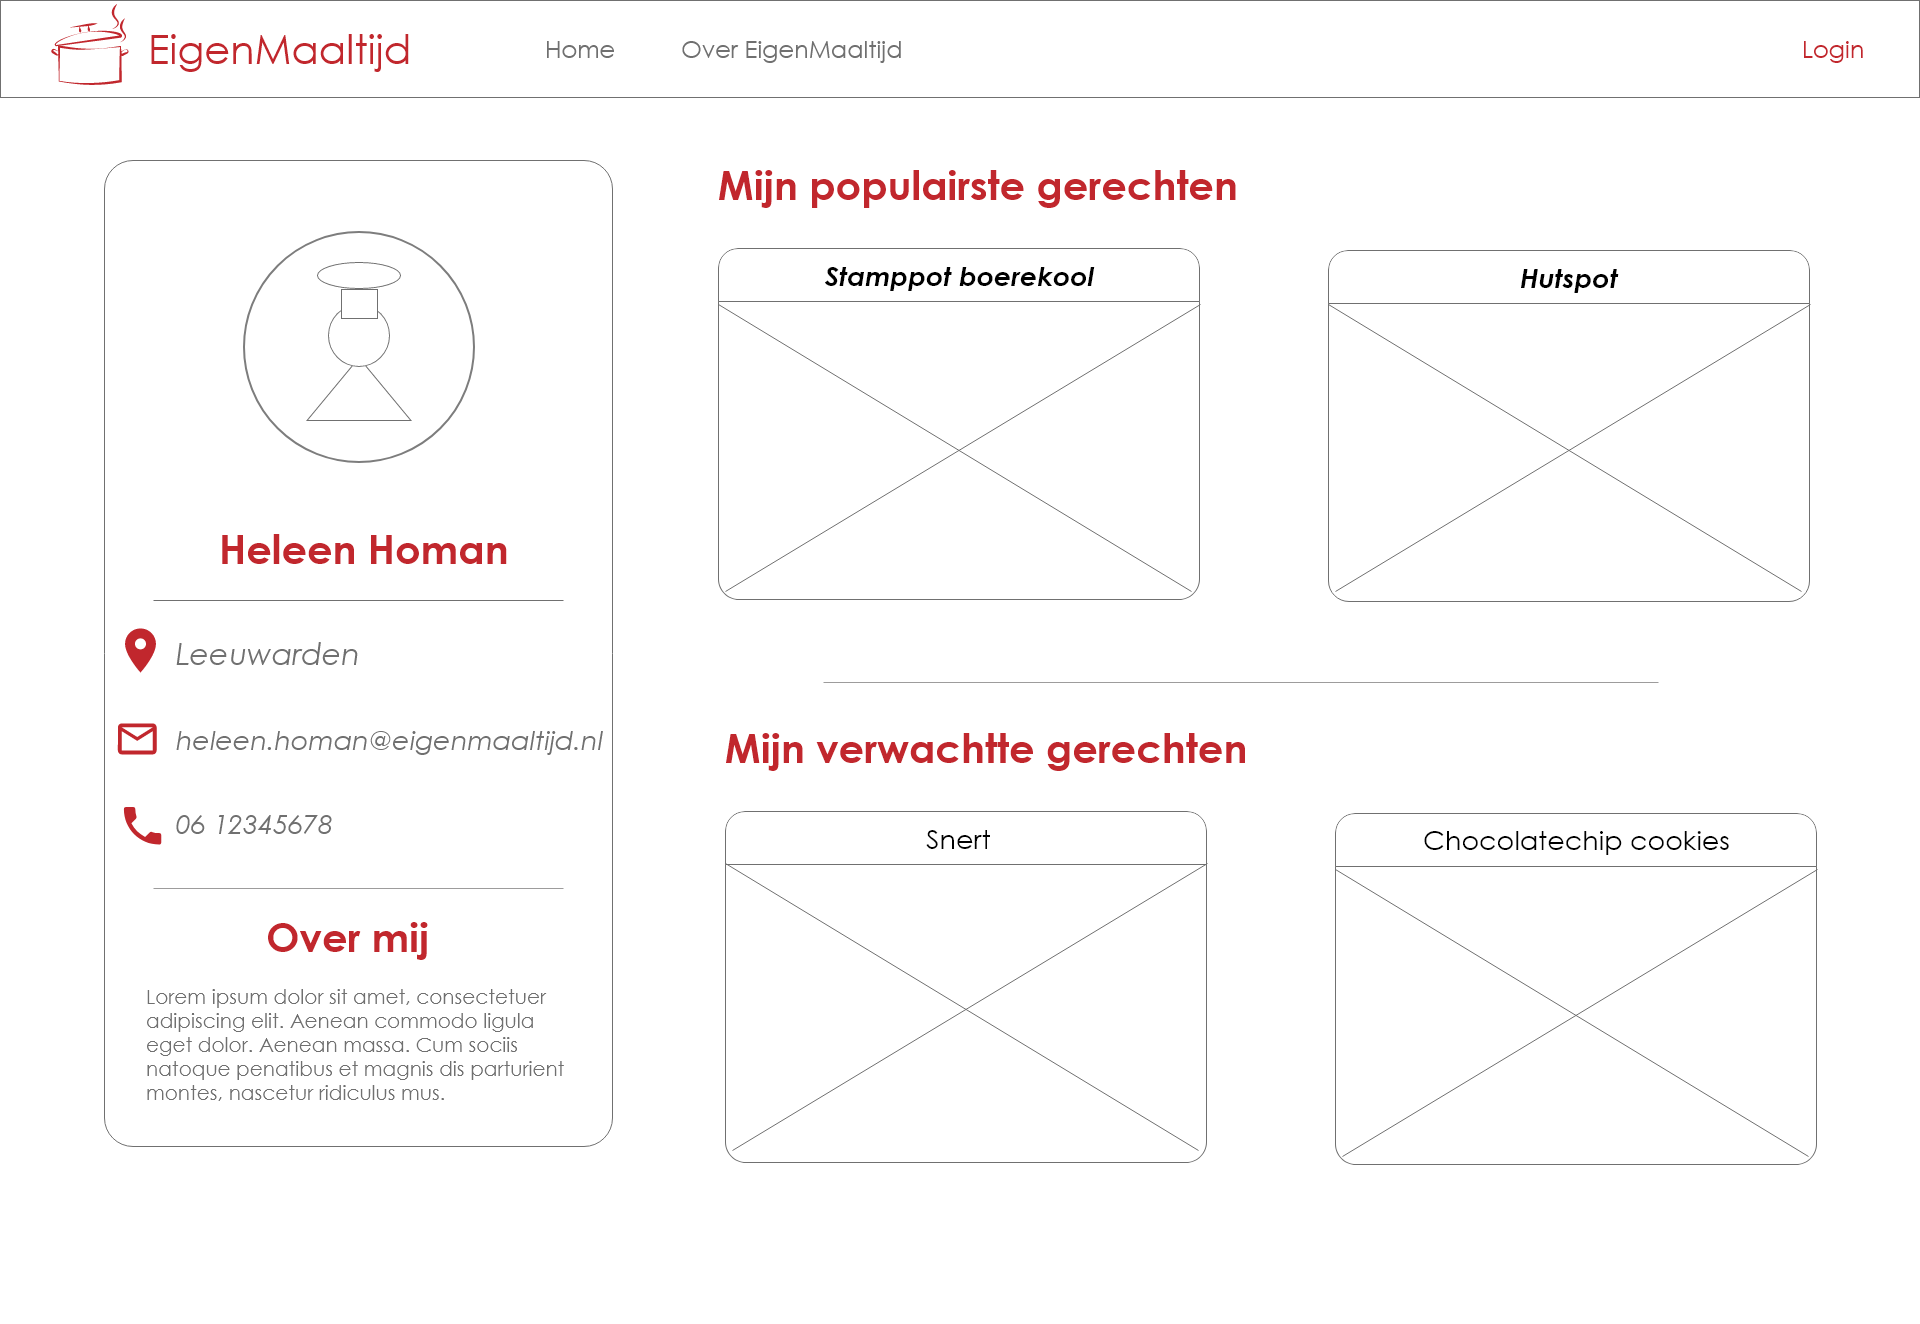 EigenMaaltijd
Home
Over EigenMaaltijd
Login
Heleen Homan
Leeuwarden
heleen.homan@eigenmaaltijd.nl
06 12345678
Over mij
Lorem ipsum dolor sit amet, consectetuer
adipiscing elit. Aenean commodo ligula
eget dolor. Aenean massa. Cum sociis
natoque penatibus et magnis dis parturient
montes, nascetur ridiculus mus.
Mijn populairste gerechten
Stamppot boerekool
Hutspot
Mijn verwachtte gerechten
Snert
Chocolatechip cookies